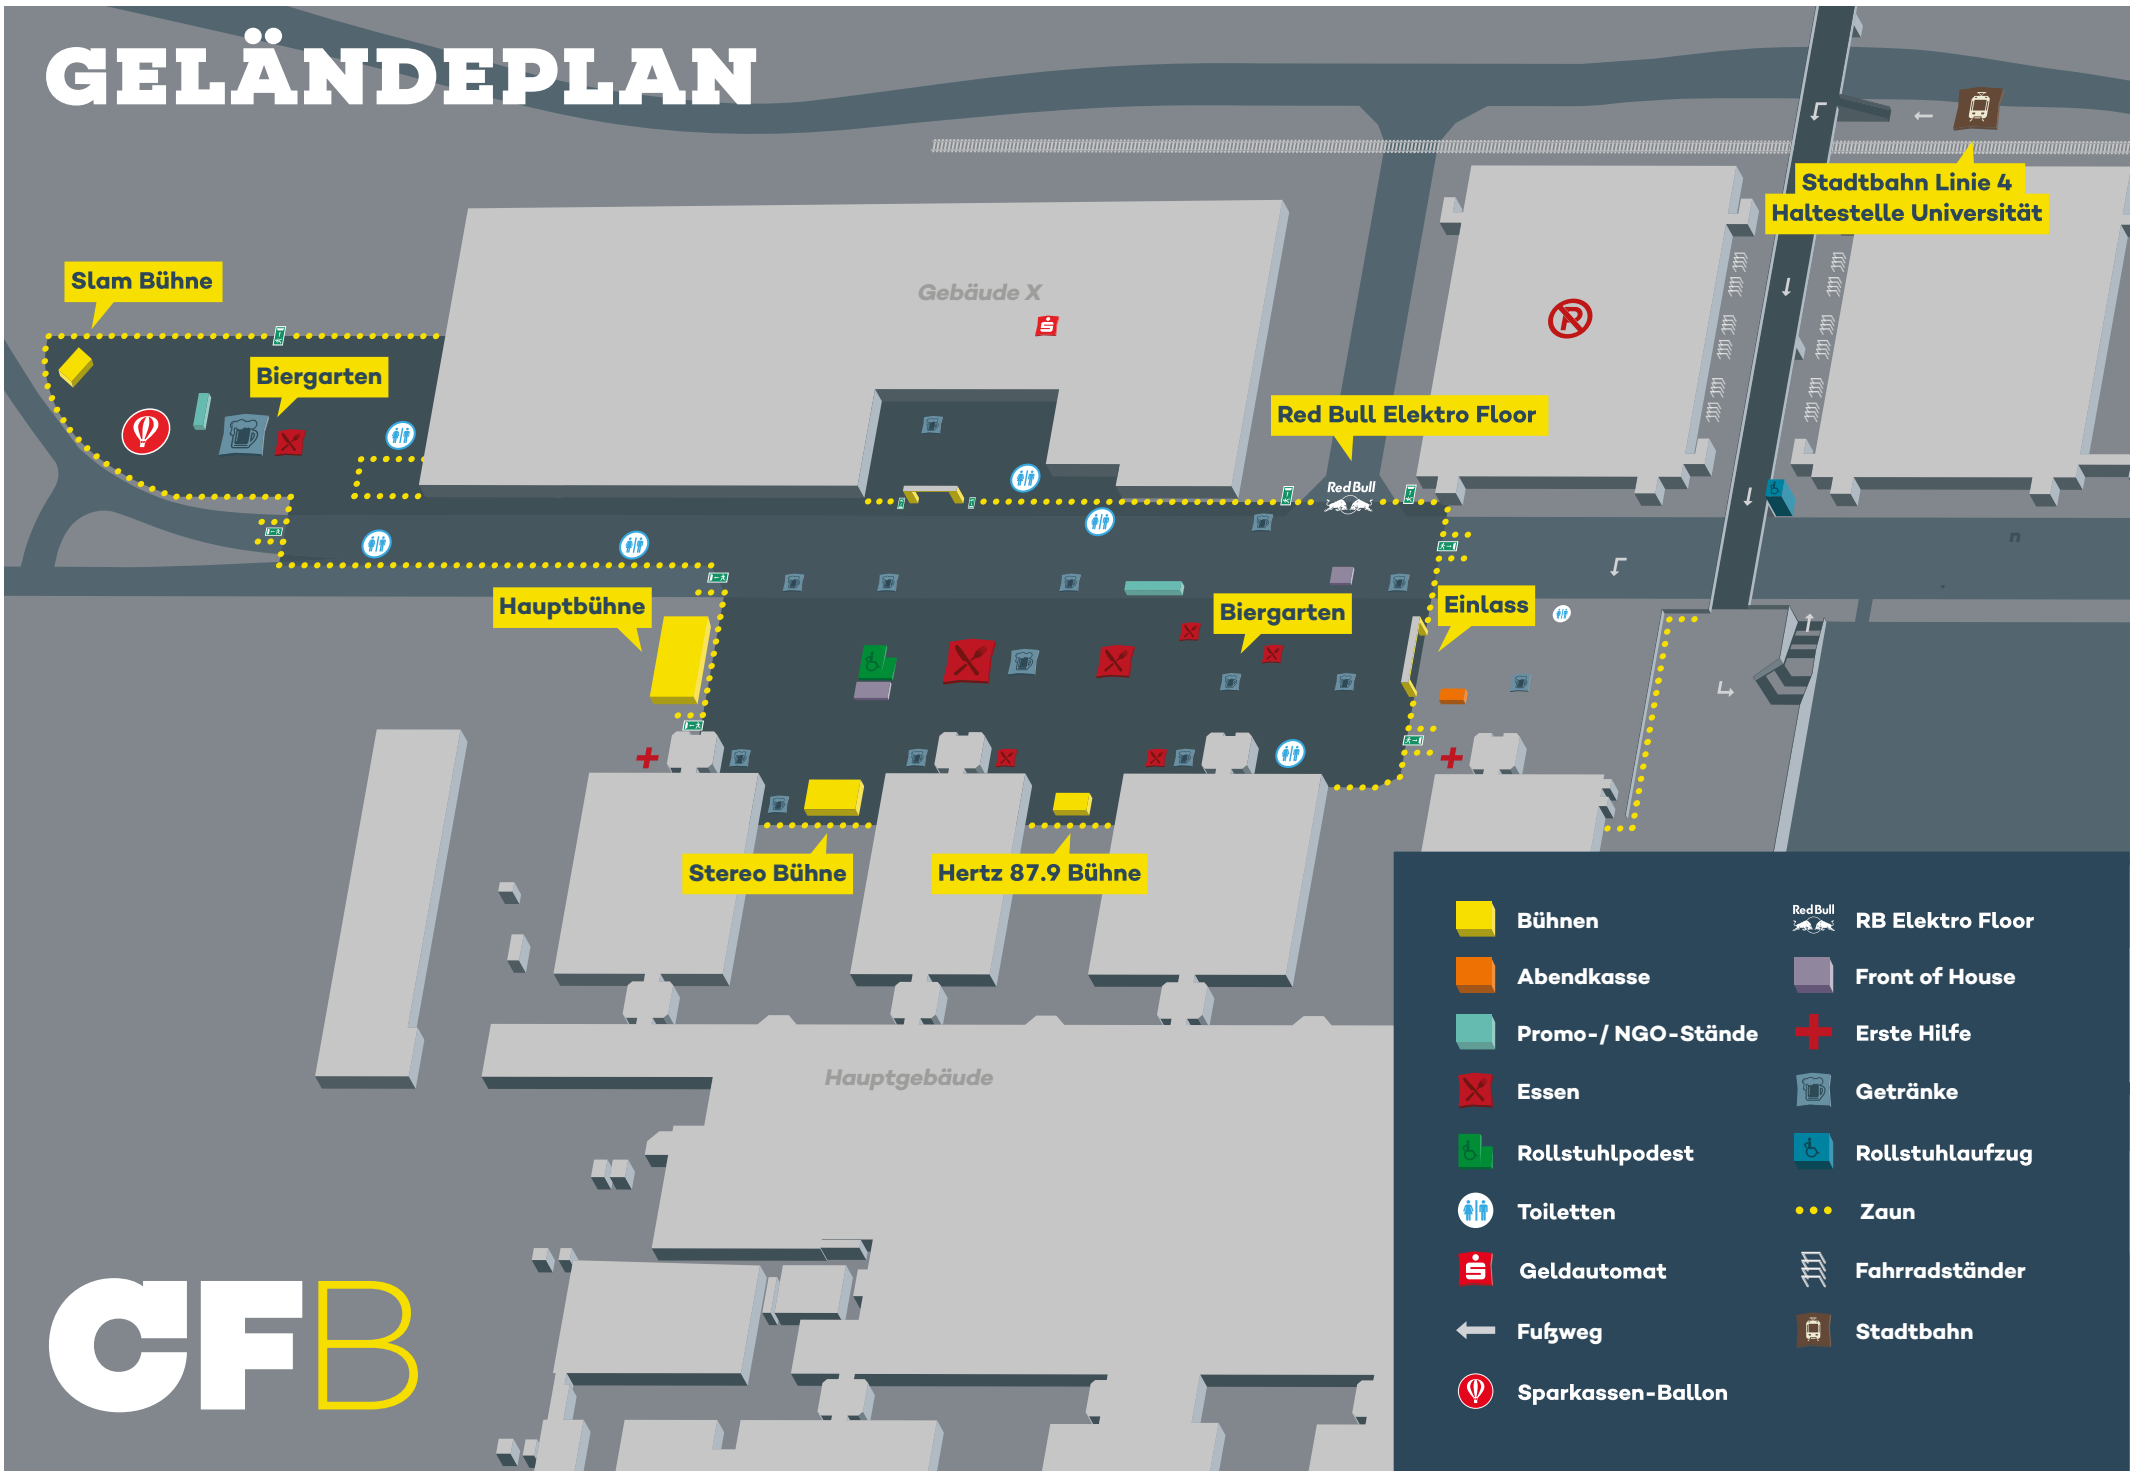 GELÄNDEPLAN
Stadtbahn Linie 4
Haltestelle Universität
Slam Bühne
Gebäude X
Biergarten
Red Bull Elektro Floor
Red Bull
Hauptbühne
Biergarten
Einlass
n
Stereo Bühne
Hertz 87.9 Bühne
Hauptgebäude
Bühnen
Abendkasse
Promo-/ NGO-Stände
Essen
Rollstuhlpodest
Toiletten
Geldautomat
Fußweg
Sparkassen-Ballon
Red Bull
RB Elektro Floor
Front of House
Erste Hilfe
Getränke
Rollstuhlaufzug
Zaun
Fahrradständer
Stadtbahn
CFB